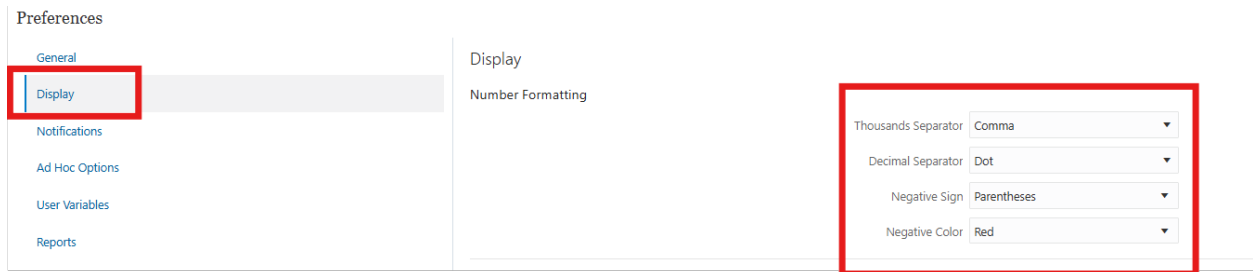 Preferences
General
Display
Notifications
Ad Hoc Options
User Variables
Reports
Display
Number Formatting
Thousands Separator Comma
Decimal Separator Dot
Negative Sign Parentheses
Negative Color Red